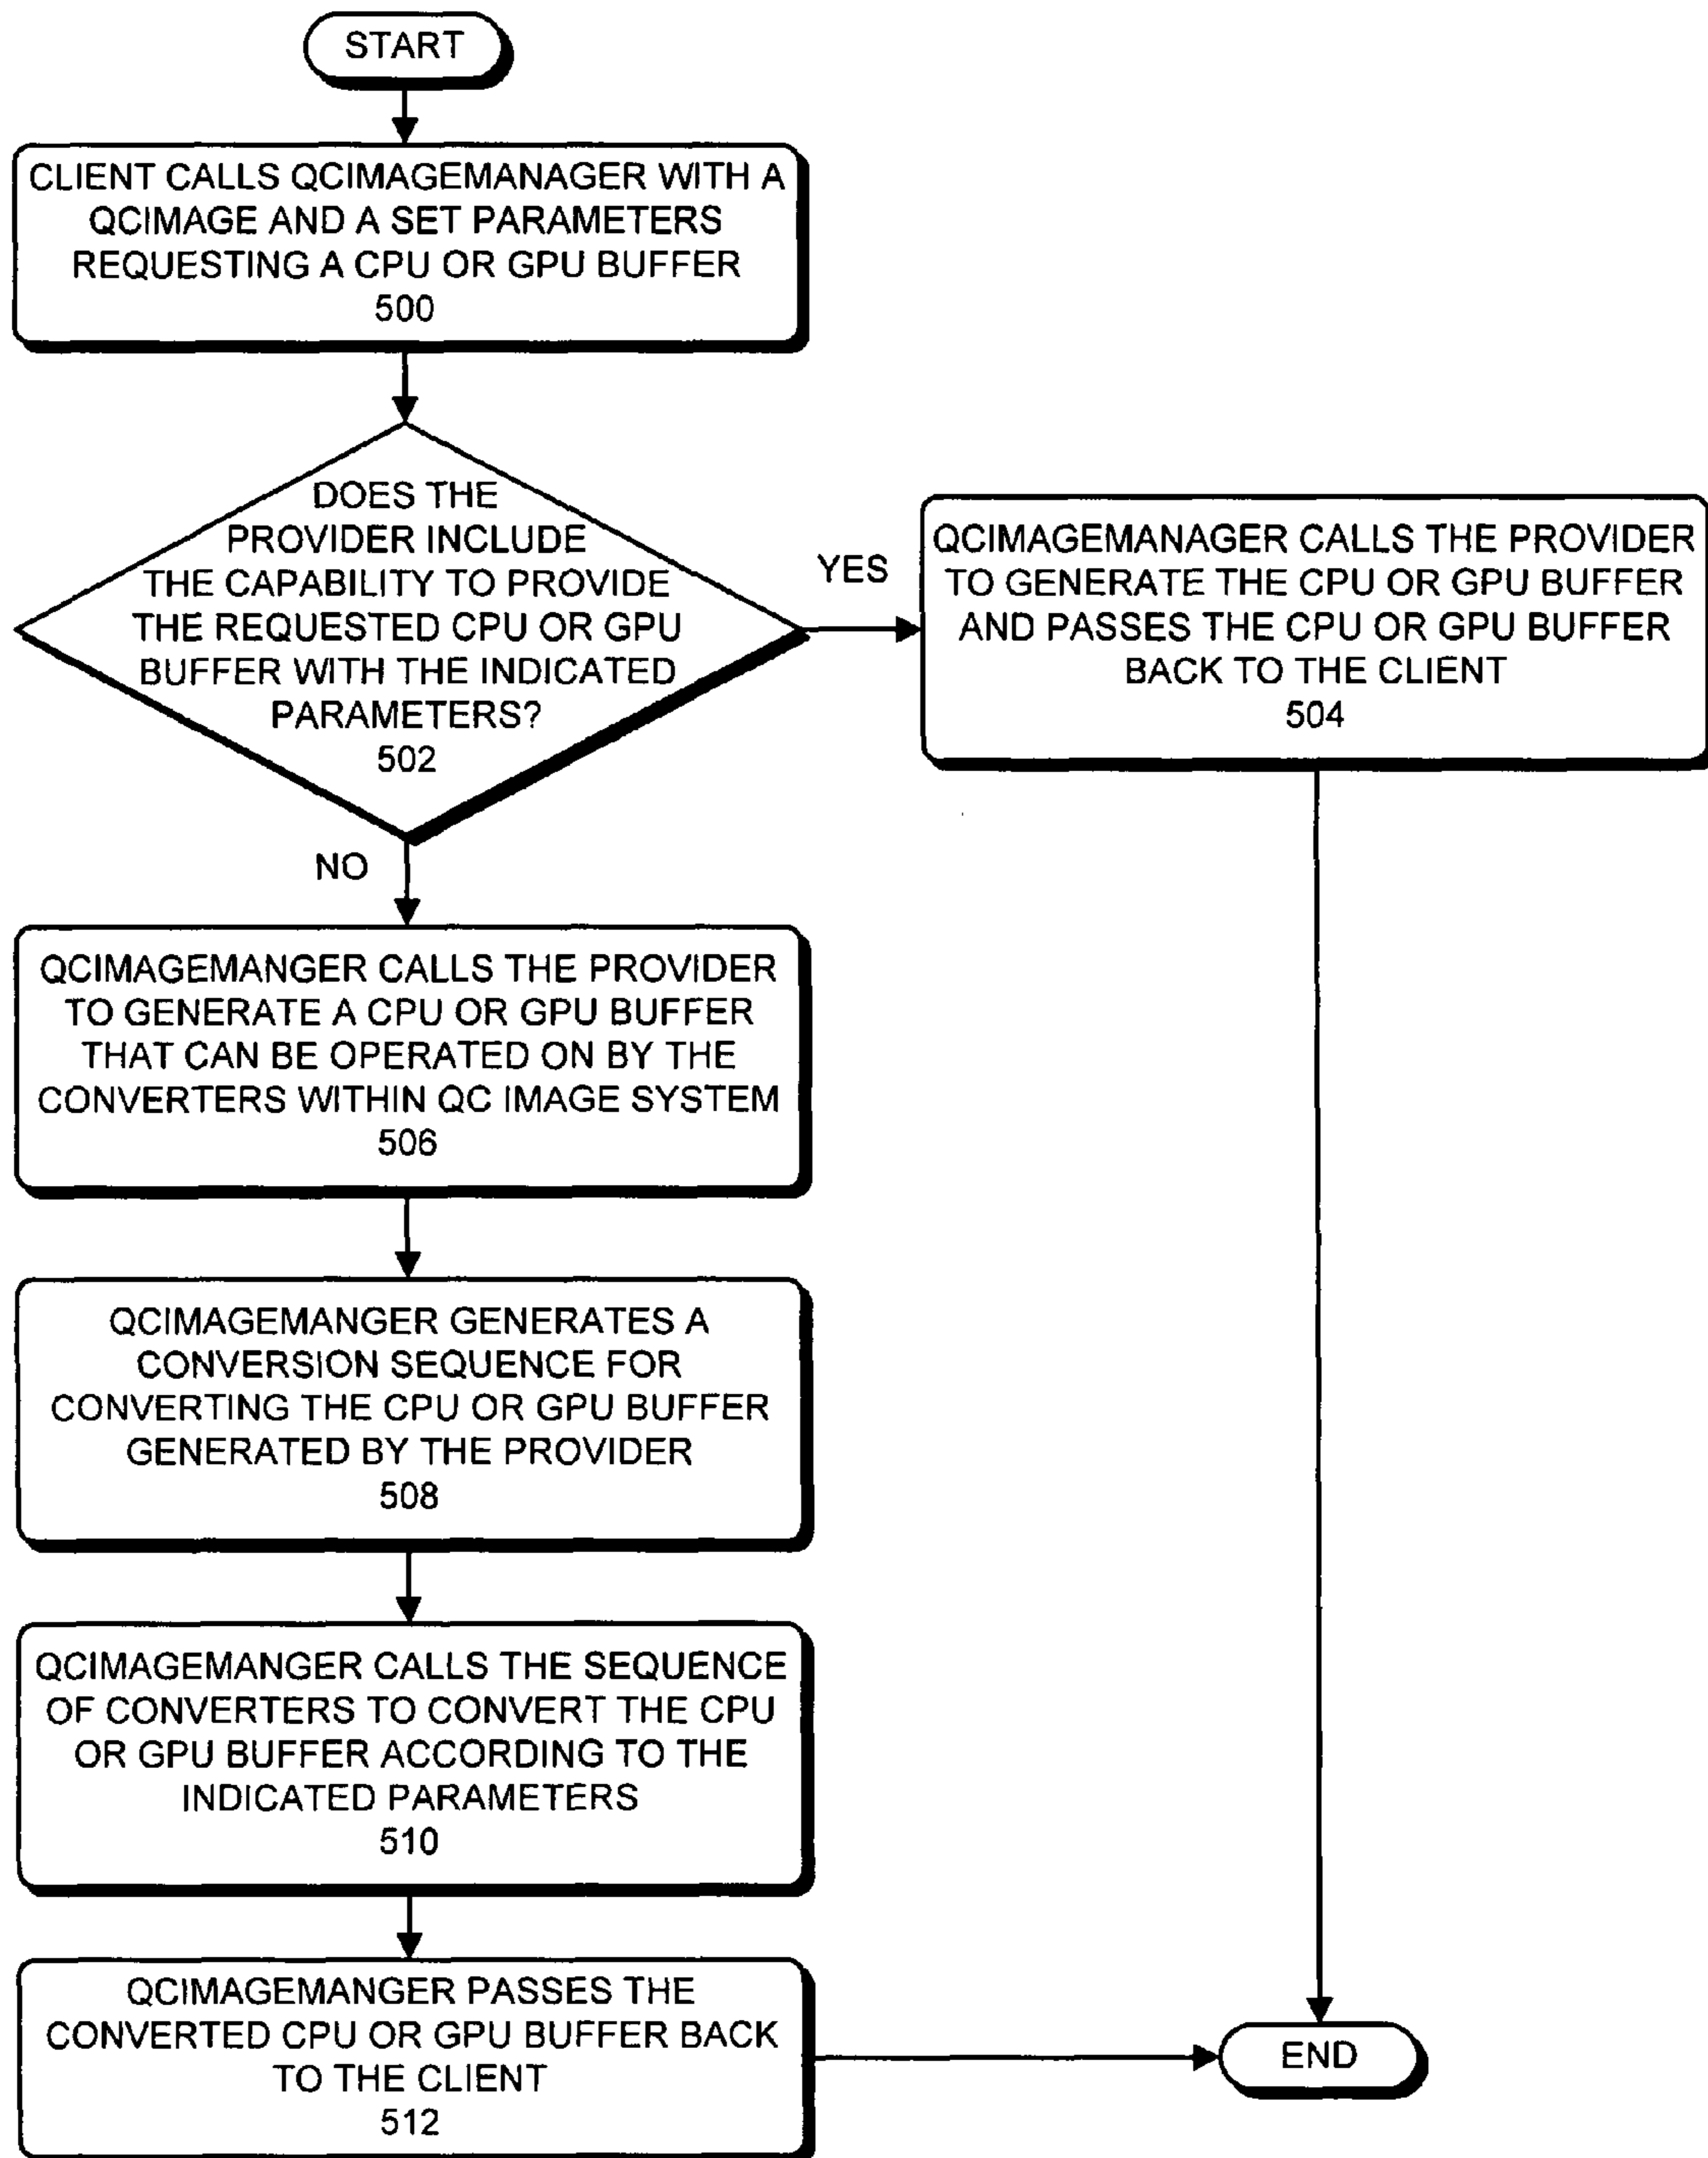 START
CLIENT CALLS QCIMAGEMANAGER WITH A
QCIMAGE AND A SET PARAMETERS
REQUESTING A CPU OR GPU BUFFER
500
DOES THE
PROVIDER INCLUDE
THE CAPABILITY TO PROVIDE
THE REQUESTED CPU OR GPU
BUFFER WITH THE INDICATED
PARAMETERS?
502
YES
QCIMAGEMANAGER CALLS THE PROVIDER
TO GENERATE THE CPU OR GPU BUFFER
AND PASSES THE CPU OR GPU BUFFER
BACK TO THE CLIENT
504
NO
QCIMAGEMANGER CALLS THE PROVIDER
TO GENERATE A CPU OR GPU BUFFER
THAT CAN BE OPERATED ON BY THE
CONVERTERS WITHIN QC IMAGE SYSTEM
506
QCIMAGEMANGER GENERATES A
CONVERSION SEQUENCE FOR
CONVERTING THE CPU OR GPU BUFFER
GENERATED BY THE PROVIDER
508
QCIMAGEMANGER CALLS THE SEQUENCE
OF CONVERTERS TO CONVERT THE CPU
OR GPU BUFFER ACCORDING TO THE
INDICATED PARAMETERS
510
QCIMAGEMANGER PASSES THE
CONVERTED CPU OR GPU BUFFER BACK
TO THE CLIENT
512
END